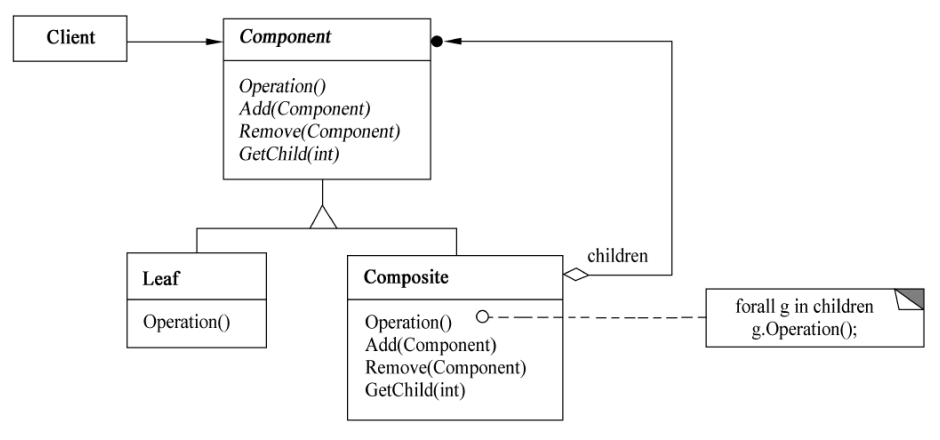 Client
Component
Operation()
Add(Component)
Remove(Component)
GetChild(int)
children
Leaf
Operation()
Composite
Operation()
Add(Component)
Remove(Component)
GetChild(int)
forall g in children
g.Operation();